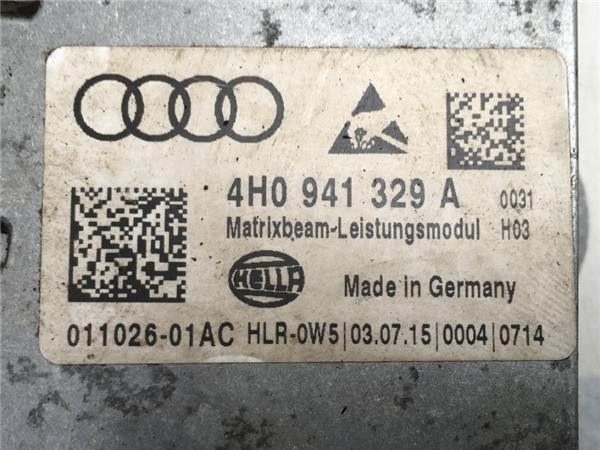 4H0 941 329 A 0031
Matrixbeam-Leistungsmodul H03
HELLA
Made in Germany
011026-01AC HLR-0W5|03.07.15|0004|0714